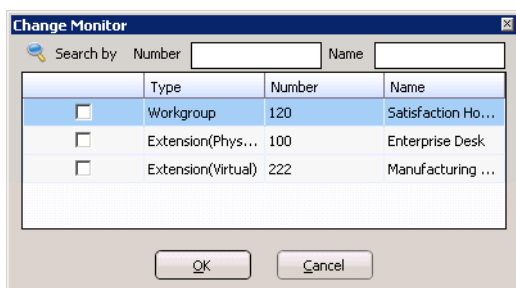 Change Monitor
Search by Number Name
Type Number Name
Workgroup 120 Satisfaction Ho...
Extension(Phys... 100 Enterprise Desk
Extension(Virtual) 222 Manufacturing ...
OK Cancel